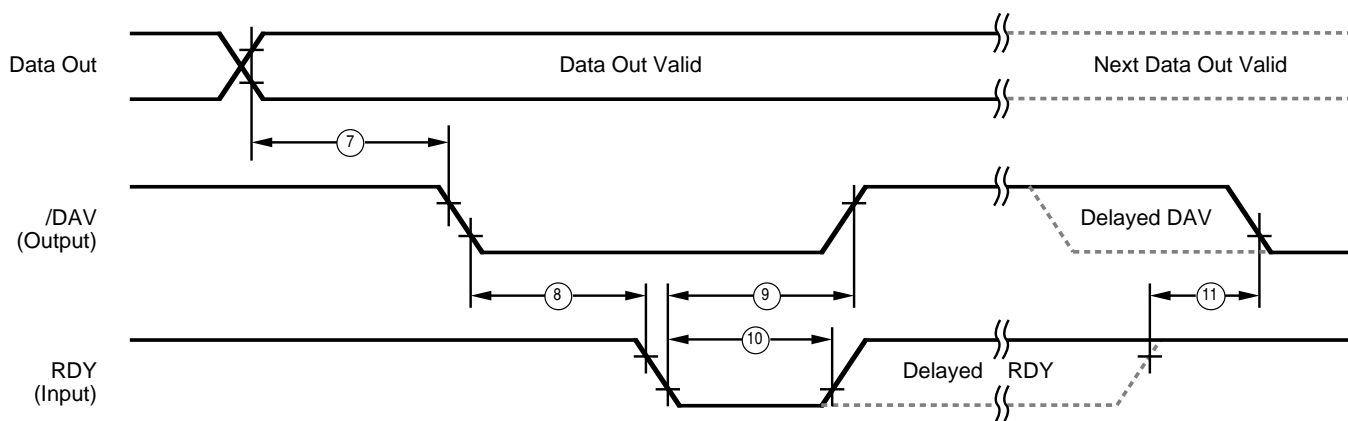 Data Out
Data Out Valid
Next Data Out Valid
7
/DAV
(Output)
Delayed DAV
8
9
11
10
RDY
(Input)
Delayed RDY